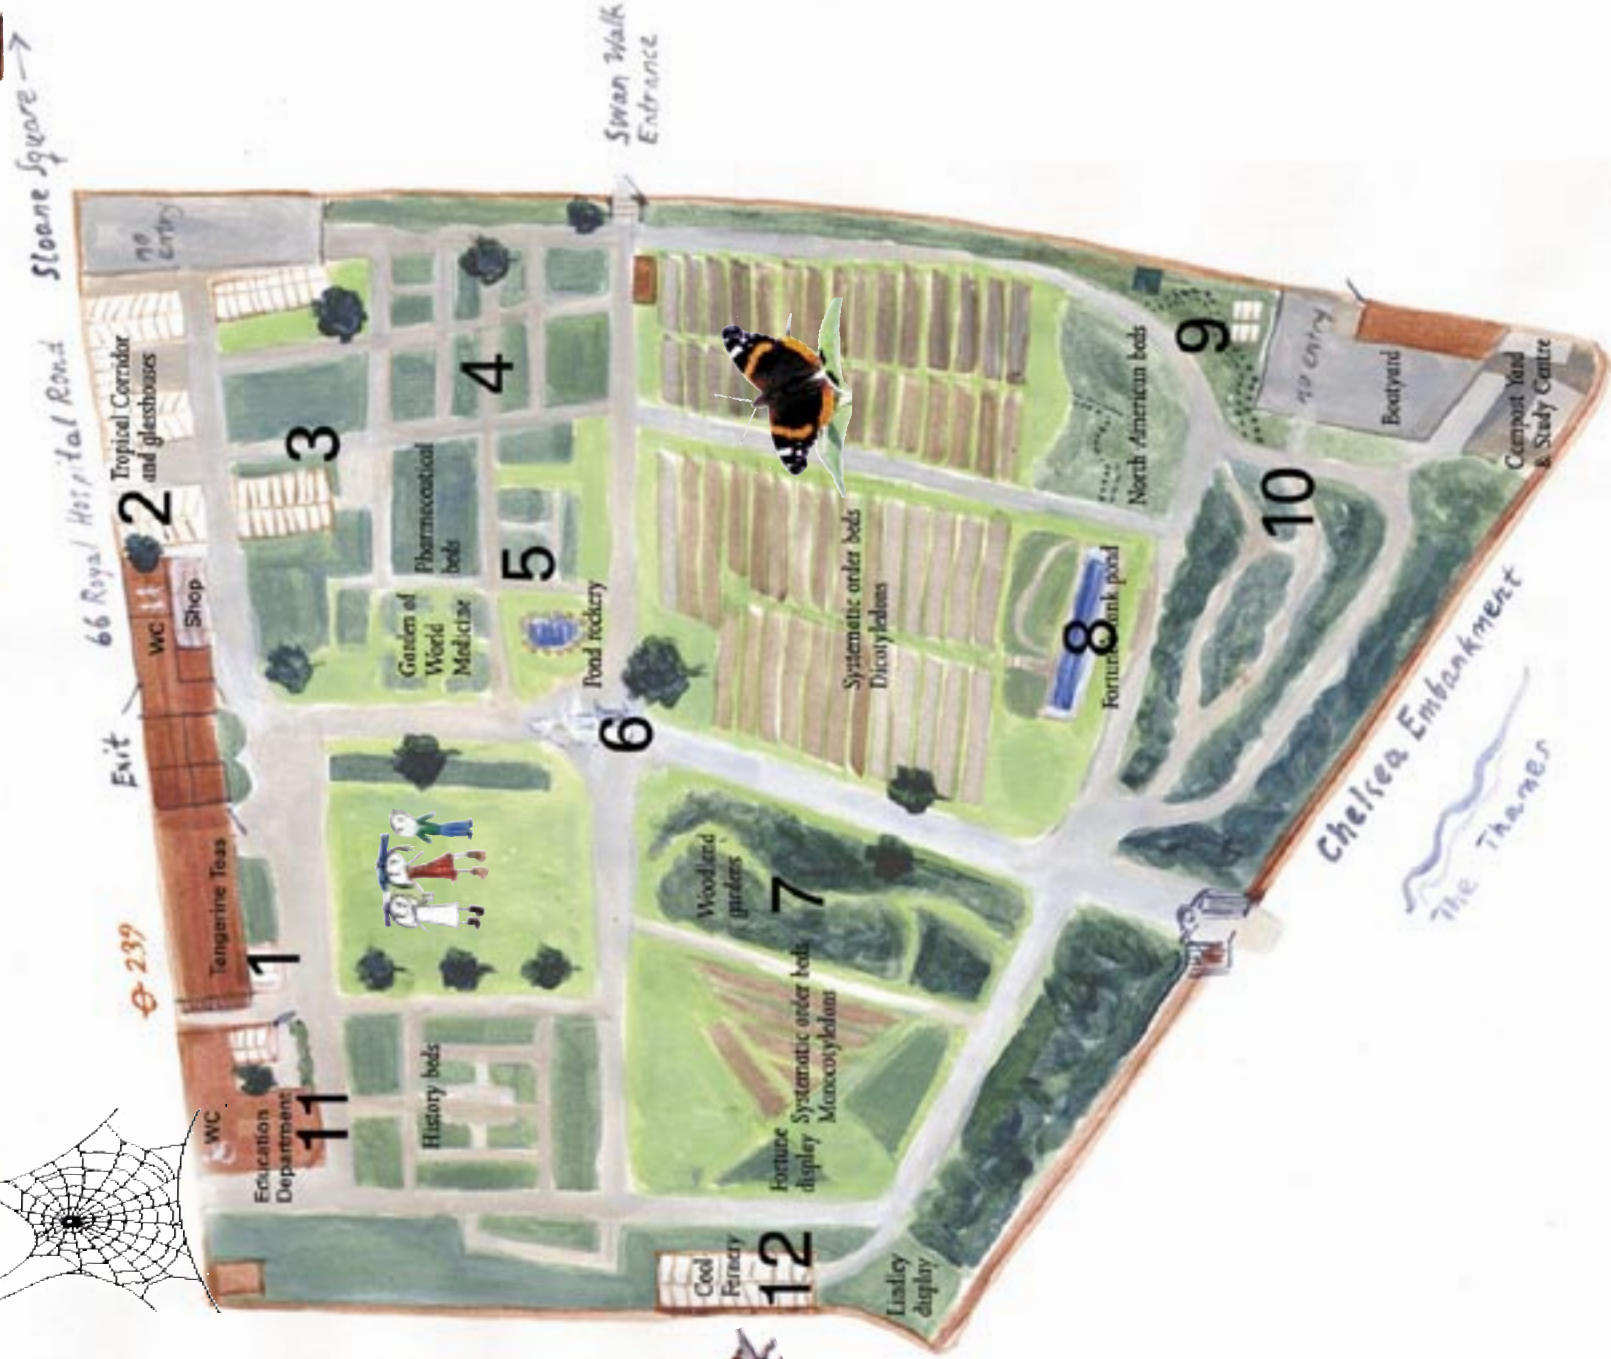 Sloane Square
66 Royal Hospital Road
Swan Walk
Entrance
no
entry
Tropical Corridor
and glasshouses
2
3
4
Pharmaceutical
beds
5
Shop
WC
Exit
Garden of
World
Medicine
Pond rockery
6
Systematic order beds
Dicotyledons
North American beds
9
no entry
Boatyard
Compost Yard
& Study Centre
10
8
pond
Chelsea Embankment
The Thames
Tangerine Teas
1
239
Woodland
gardens
7
Systematic order beds
Monocotyledons
Fortune
display
History beds
WC
Education
Department
11
Cool
Fernery
12
Lindley
display